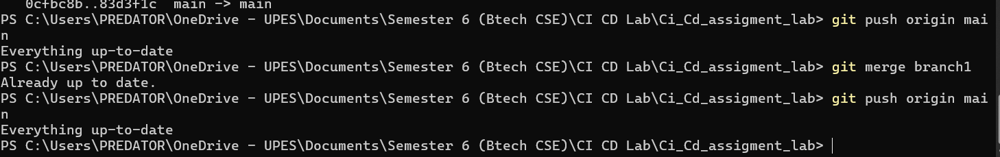 0cfbc8b..83d3f1c  main -> main
PS C:\Users\PREDATOR\OneDrive - UPES\Documents\Semester 6 (Btech CSE)\CI CD Lab\Ci_Cd_assigment_lab> git push origin mai
n
Everything up-to-date
PS C:\Users\PREDATOR\OneDrive - UPES\Documents\Semester 6 (Btech CSE)\CI CD Lab\Ci_Cd_assigment_lab> git merge branch1
Already up to date.
PS C:\Users\PREDATOR\OneDrive - UPES\Documents\Semester 6 (Btech CSE)\CI CD Lab\Ci_Cd_assigment_lab> git push origin mai
n
Everything up-to-date
PS C:\Users\PREDATOR\OneDrive - UPES\Documents\Semester 6 (Btech CSE)\CI CD Lab\Ci_Cd_assigment_lab>